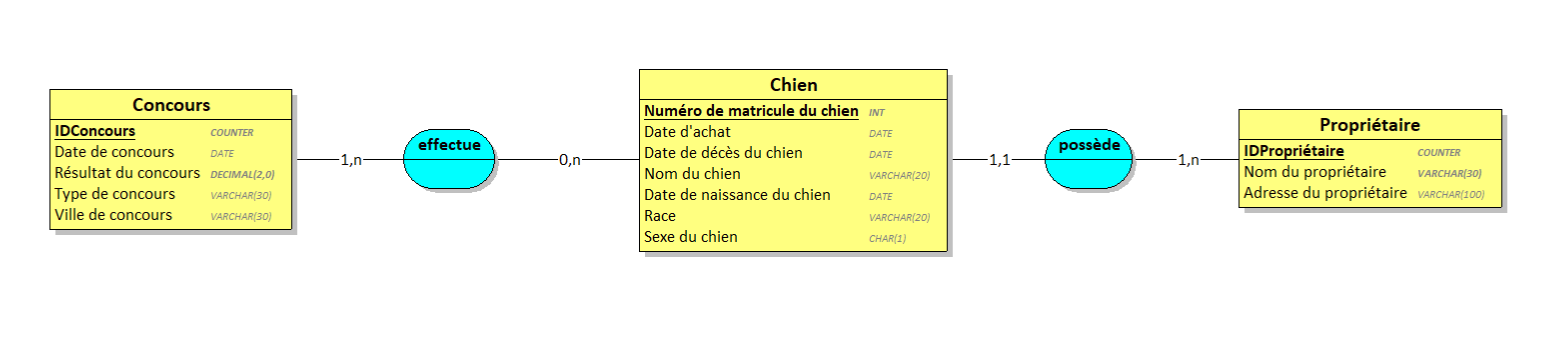 Concours
IDConcours COUNTER
Date de concours DATE
Résultat du concours DECIMAL(2,0)
Type de concours VARCHAR(30)
Ville de concours VARCHAR(30)
1,n
effectue
0,n
Chien
Numéro de matricule du chien INT
Date d'achat DATE
Date de décès du chien DATE
Nom du chien VARCHAR(20)
Date de naissance du chien DATE
Race VARCHAR(20)
Sexe du chien CHAR(1)
1,1
possède
1,n
Propriétaire
IDPropriétaire COUNTER
Nom du propriétaire VARCHAR(30)
Adresse du propriétaire VARCHAR(100)